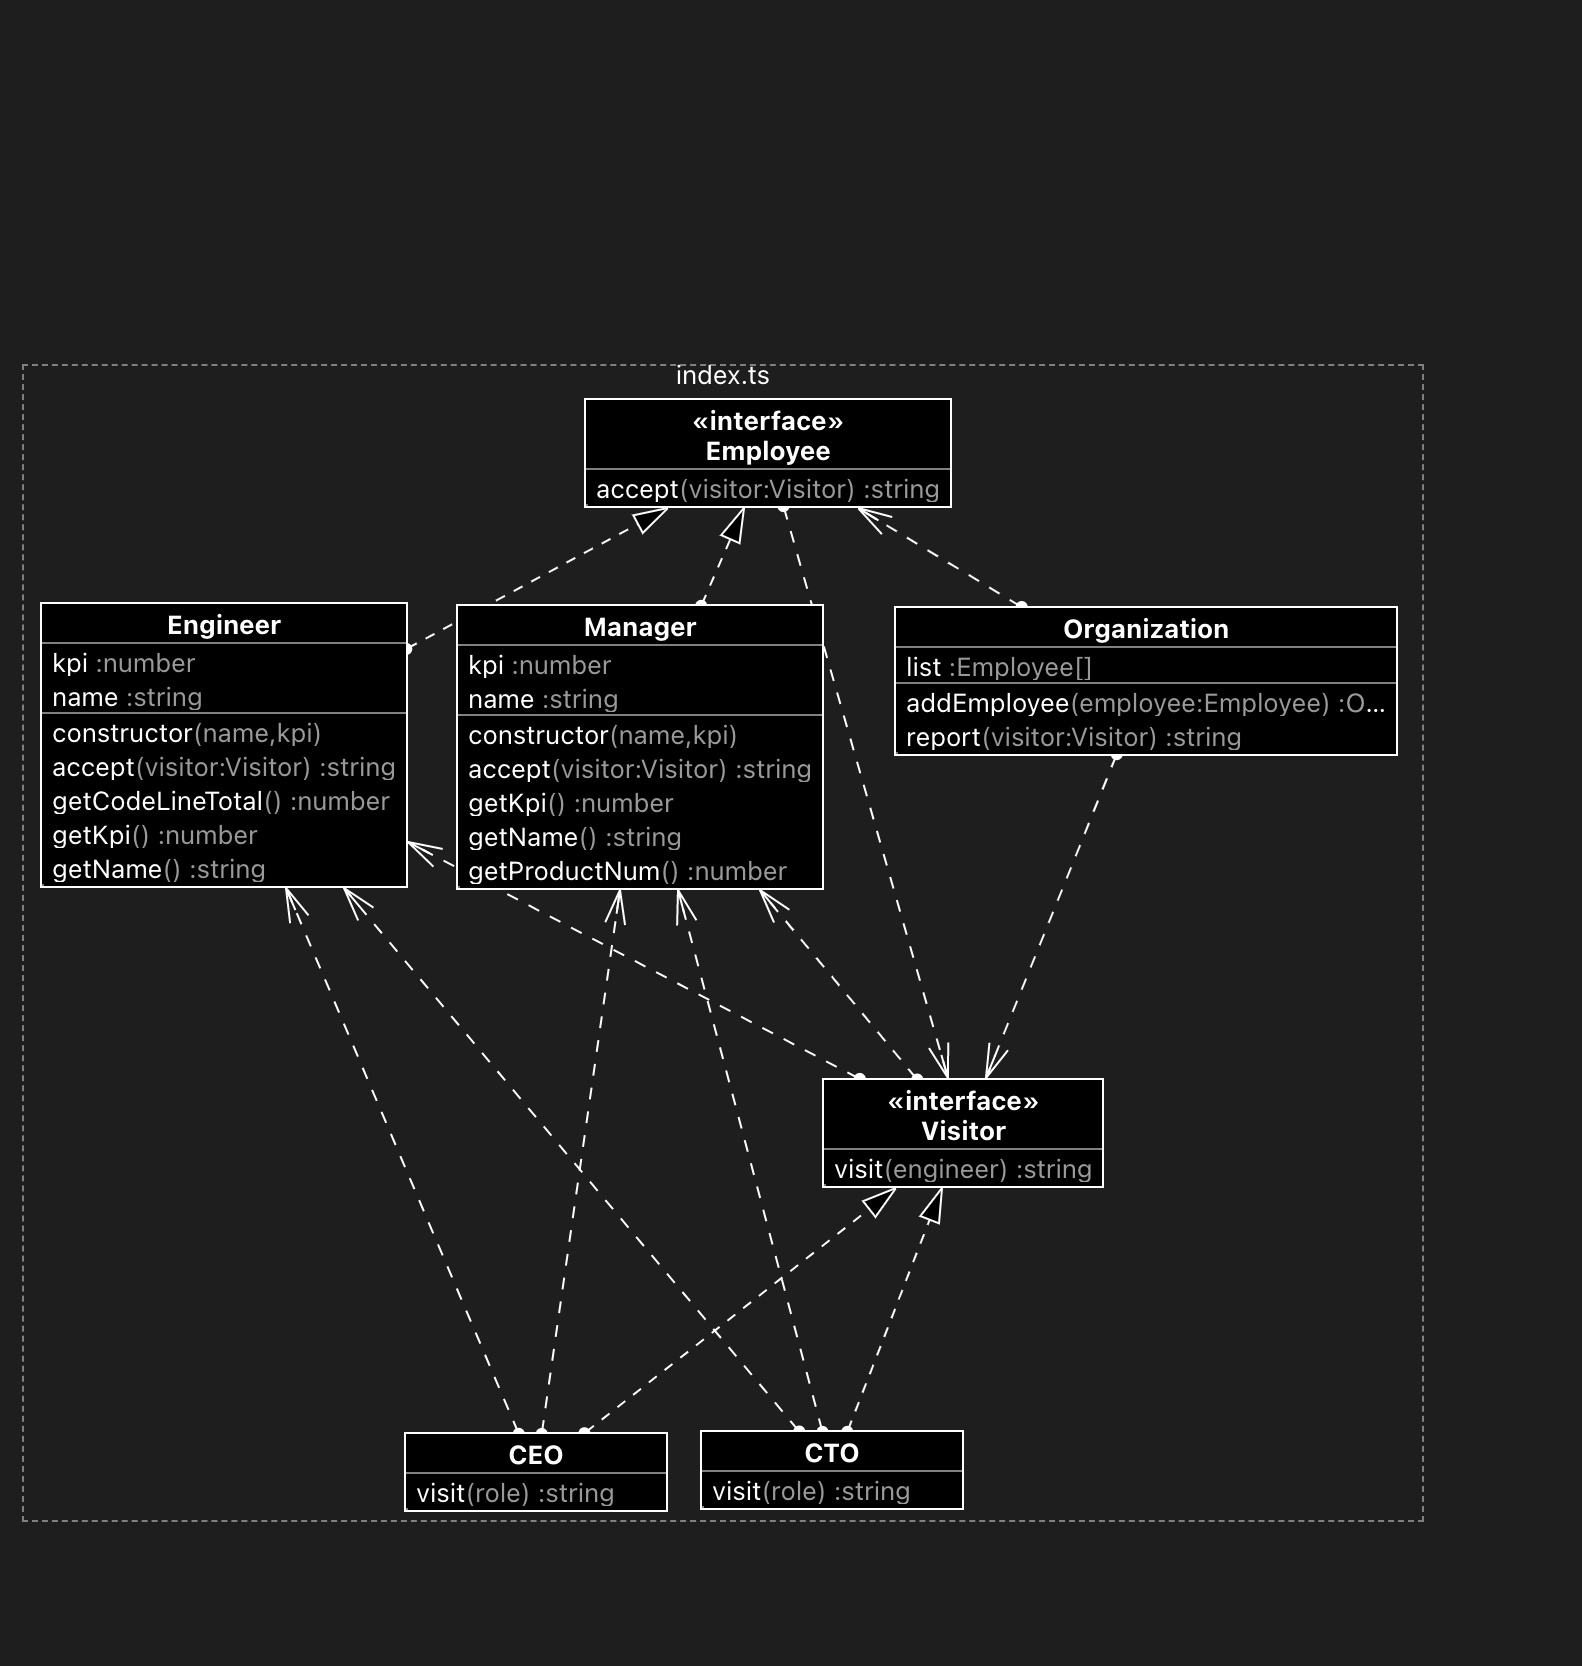 index.ts
«interface»
Employee
accept(visitor:Visitor) :string
Engineer
kpi :number
name :string
constructor(name,kpi)
accept(visitor:Visitor) :string
getCodeLineTotal() :number
getKpi() :number
getName() :string
Manager
kpi :number
name :string
constructor(name,kpi)
accept(visitor:Visitor) :string
getKpi() :number
getName() :string
getProductNum() :number
Organization
list :Employee[]
addEmployee(employee:Employee) :O...
report(visitor:Visitor) :string
«interface»
Visitor
visit(engineer) :string
CEO
visit(role) :string
CTO
visit(role) :string